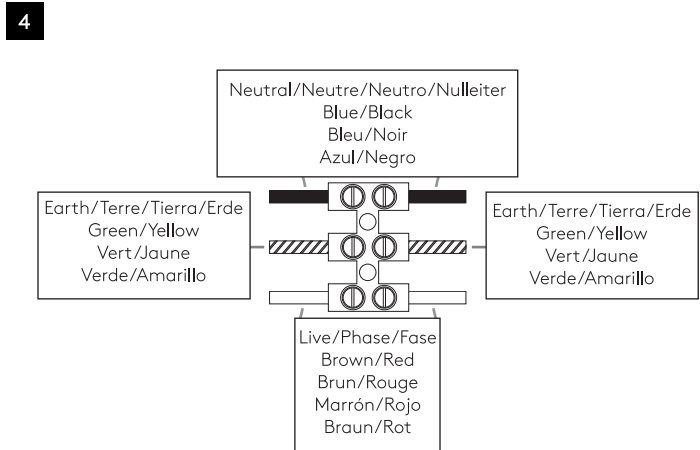 4
Neutral/Neutre/Neutro/Nulleiter
Blue/Black
Bleu/Noir
Azul/Negro
Earth/Terre/Tierra/Erde
Green/Yellow
Vert/Jaune
Verde/Amarillo
Earth/Terre/Tierra/Erde
Green/Yellow
Vert/Jaune
Verde/Amarillo
Live/Phase/Fase
Brown/Red
Brun/Rouge
Marrón/Rojo
Braun/Rot